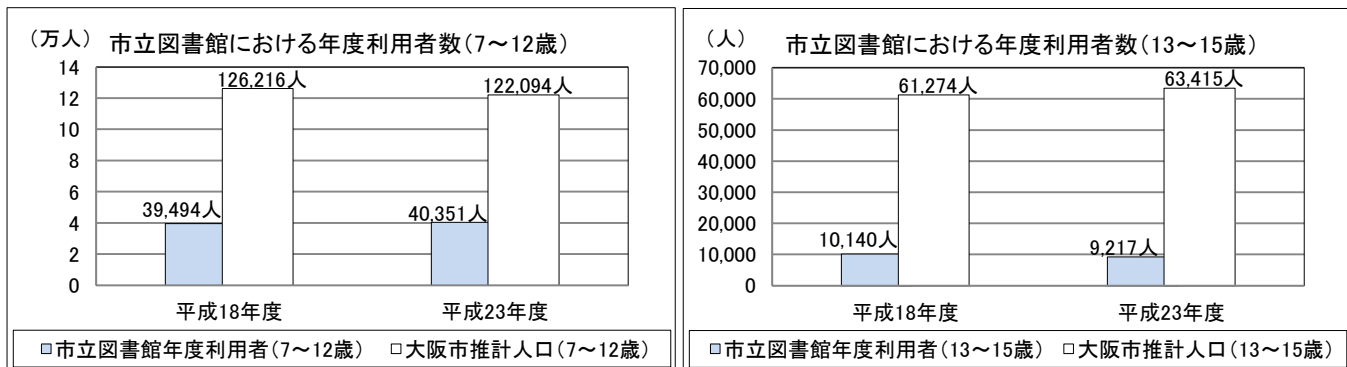 （万人） 市立図書館における年度利用者数（7～12歳）
14
12
10
8
6
4
2
0
126,216人
122,094人
39,494人
40,351人
平成18年度 平成23年度
市立図書館年度利用者（7～12歳） 大阪市推計人口（7～12歳）
（人） 市立図書館における年度利用者数（13～15歳）
70,000
60,000
50,000
40,000
30,000
20,000
10,000
0
61,274人
63,415人
10,140人
9,217人
平成18年度 平成23年度
市立図書館年度利用者（13～15歳） 大阪市推計人口（13～15歳）